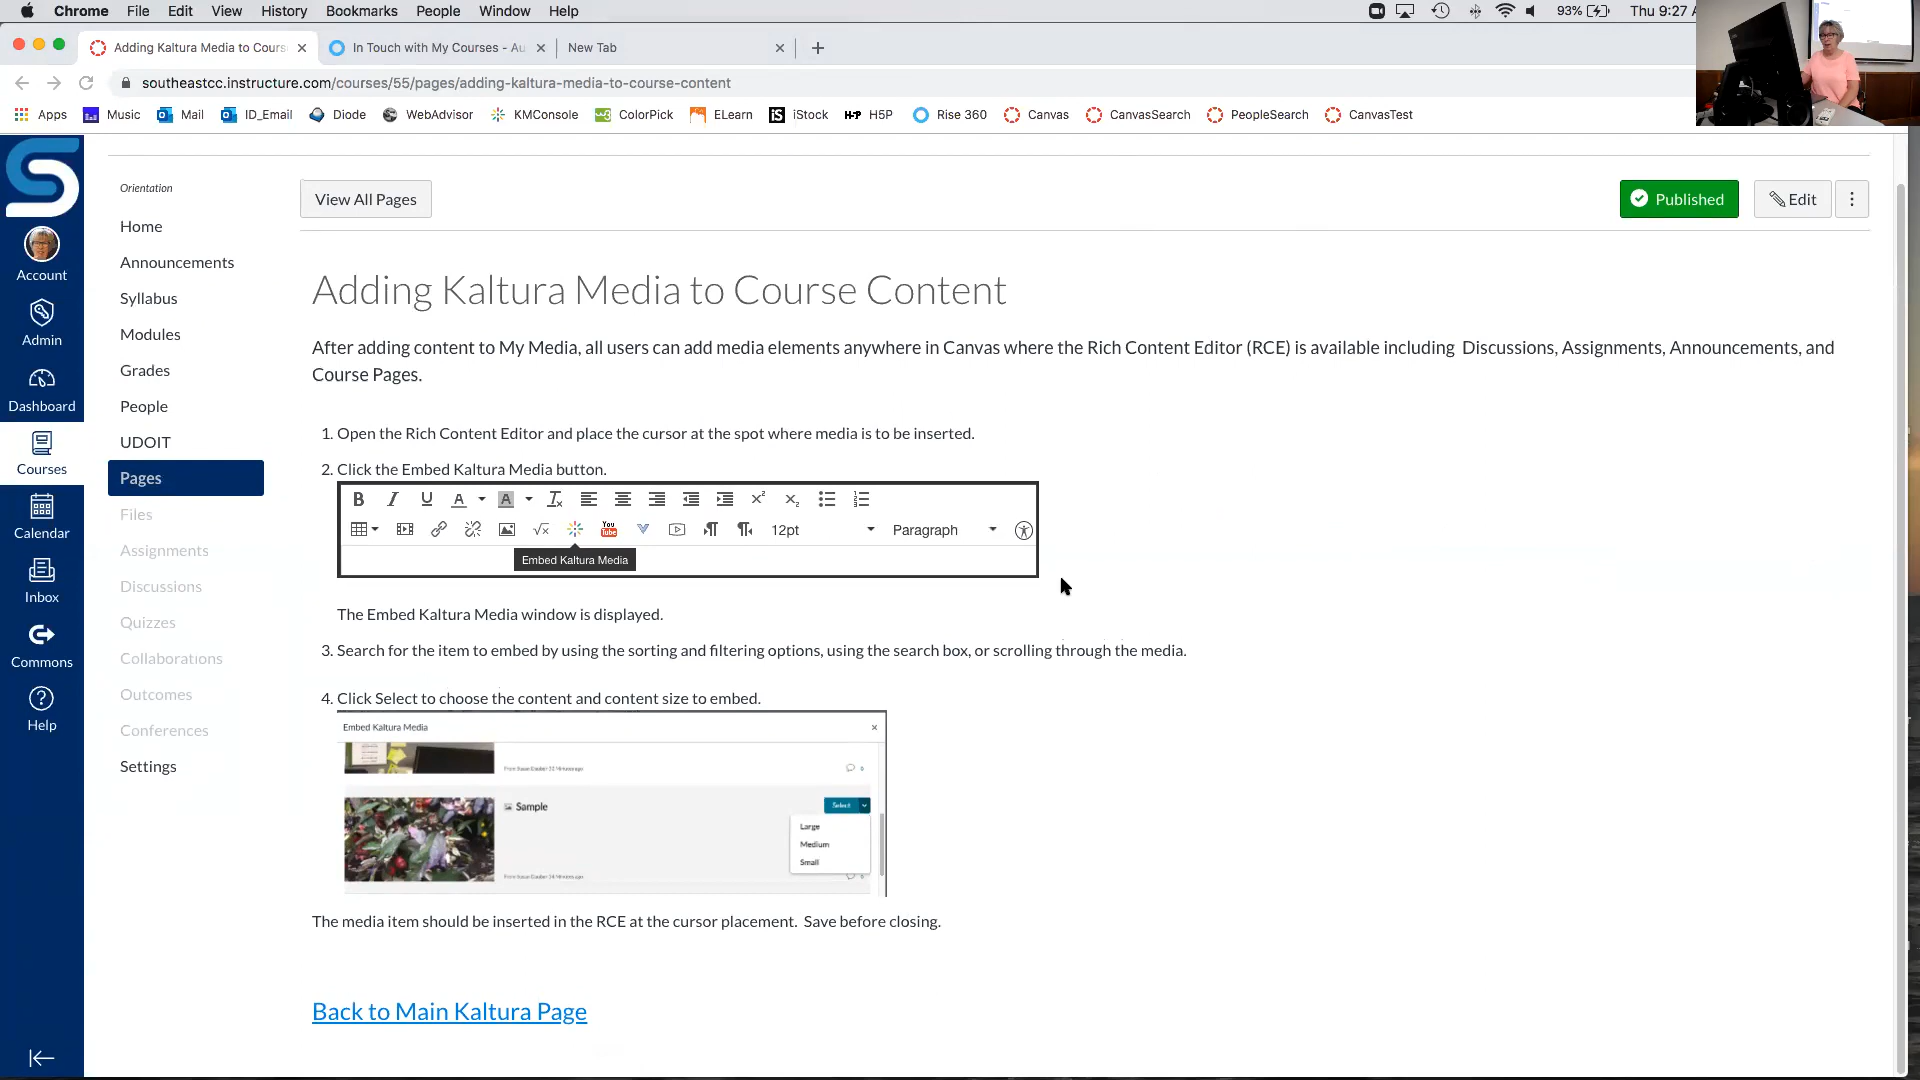 Chrome File Edit View History Bookmarks People Window Help 93% Thu 9:27
Adding Kaltura Media to Cours In Touch with My Courses - Au New Tab
southeastcc.instructure.com/courses/55/pages/adding-kaltura-media-to-course-content
Apps Music Mail ID_Email Diode WebAdvisor KMConsole ColorPick ELearn iStock H5P Rise 360 Canvas CanvasSearch PeopleSearch CanvasTest
Account
Admin
Dashboard
Courses
Calendar
Inbox
Commons
Help
Orientation
Home
Announcements
Syllabus
Modules
Grades
People
UDOIT
Pages
Files
Assignments
Discussions
Quizzes
Collaborations
Outcomes
Conferences
Settings
View All Pages
Published
Edit
Adding Kaltura Media to Course Content
After adding content to My Media, all users can add media elements anywhere in Canvas where the Rich Content Editor (RCE) is available including Discussions, Assignments, Announcements, and
Course Pages.
1. Open the Rich Content Editor and place the cursor at the spot where media is to be inserted.
2. Click the Embed Kaltura Media button.
12pt Paragraph
Embed Kaltura Media
The Embed Kaltura Media window is displayed.
3. Search for the item to embed by using the sorting and filtering options, using the search box, or scrolling through the media.
4. Click Select to choose the content and content size to embed.
Embed Kaltura Media
Sample
Select
Large
Medium
Small
The media item should be inserted in the RCE at the cursor placement. Save before closing.
Back to Main Kaltura Page